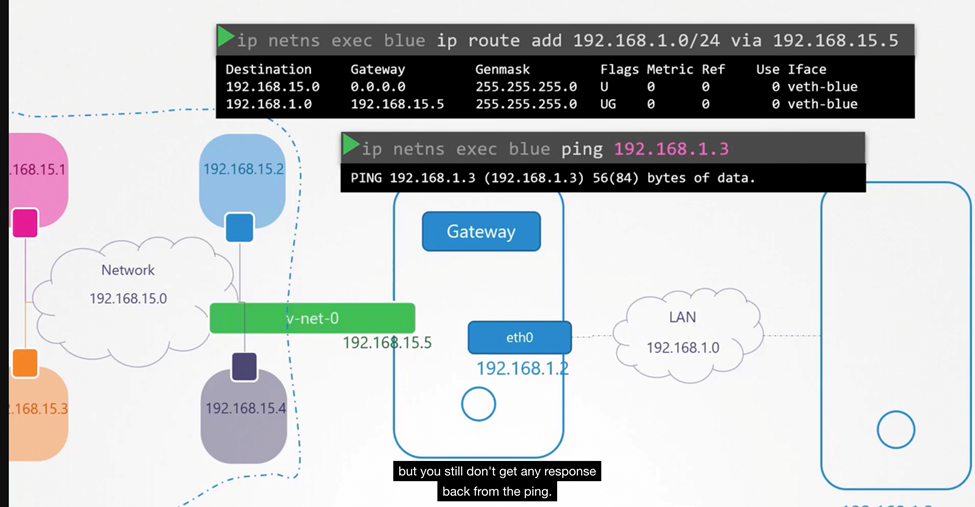 ip netns exec blue ip route add 192.168.1.0/24 via 192.168.15.5
Destination Gateway Genmask Flags Metric Ref Use Iface
192.168.15.0 0.0.0.0 255.255.255.0 U 0 0 0 veth-blue
192.168.1.0 192.168.15.5 255.255.255.0 UG 0 0 0 veth-blue
ip netns exec blue ping 192.168.1.3
PING 192.168.1.3 (192.168.1.3) 56(84) bytes of data.
.168.15.1
192.168.15.2
Gateway
Network
192.168.15.0
v-net-0
192.168.15.5
eth0
192.168.1.2
LAN
192.168.1.0
2.168.15.3
192.168.15.4
but you still don't get any response
back from the ping.